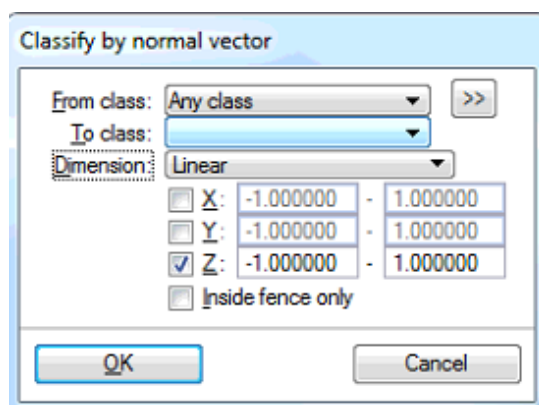 Classify by normal vector
From class: Any class >>
To class:
Dimension: Linear
X: -1.000000 - 1.000000
Y: -1.000000 - 1.000000
Z: -1.000000 - 1.000000
Inside fence only
OK Cancel